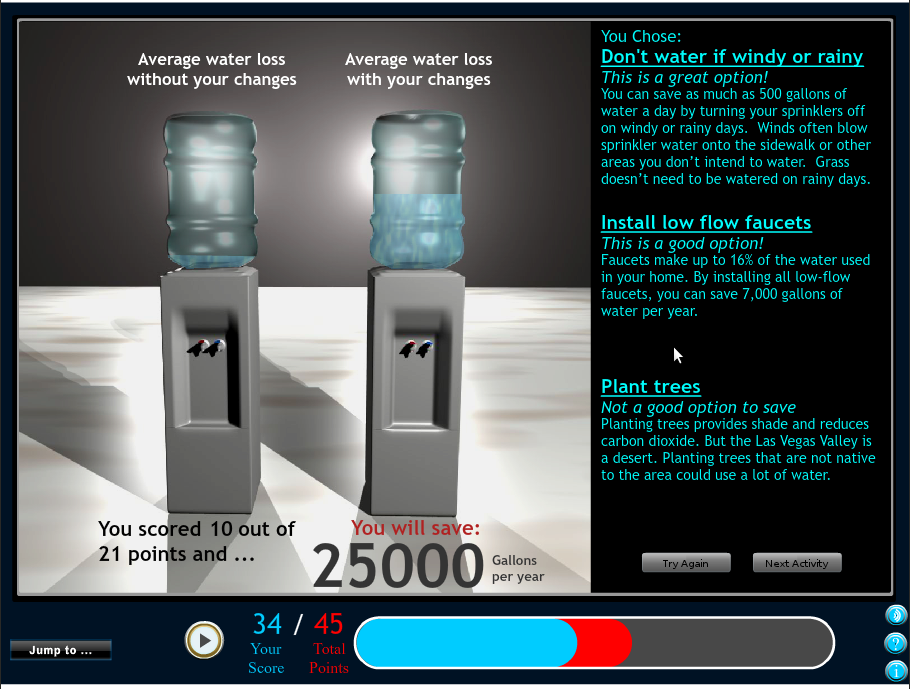 Average water loss
without your changes
Average water loss
with your changes
You scored 10 out of
21 points and ...
You will save:
25000
Gallons
per year
You Chose:
Don't water if windy or rainy
This is a great option!
You can save as much as 500 gallons of
water a day by turning your sprinklers off
on windy or rainy days.  Winds often blow
sprinkler water onto the sidewalk or other
areas you don’t intend to water.  Grass
doesn’t need to be watered on rainy days.
Install low flow faucets
This is a good option!
Faucets make up to 16% of the water used
in your home. By installing all low-flow
faucets, you can save 7,000 gallons of
water per year.
Plant trees
Not a good option to save
Planting trees provides shade and reduces
carbon dioxide. But the Las Vegas Valley is
a desert. Planting trees that are not native
to the area could use a lot of water.
Try Again
Next Activity
Jump to ...
34 / 45
Your
Score
Total
Points
?
i